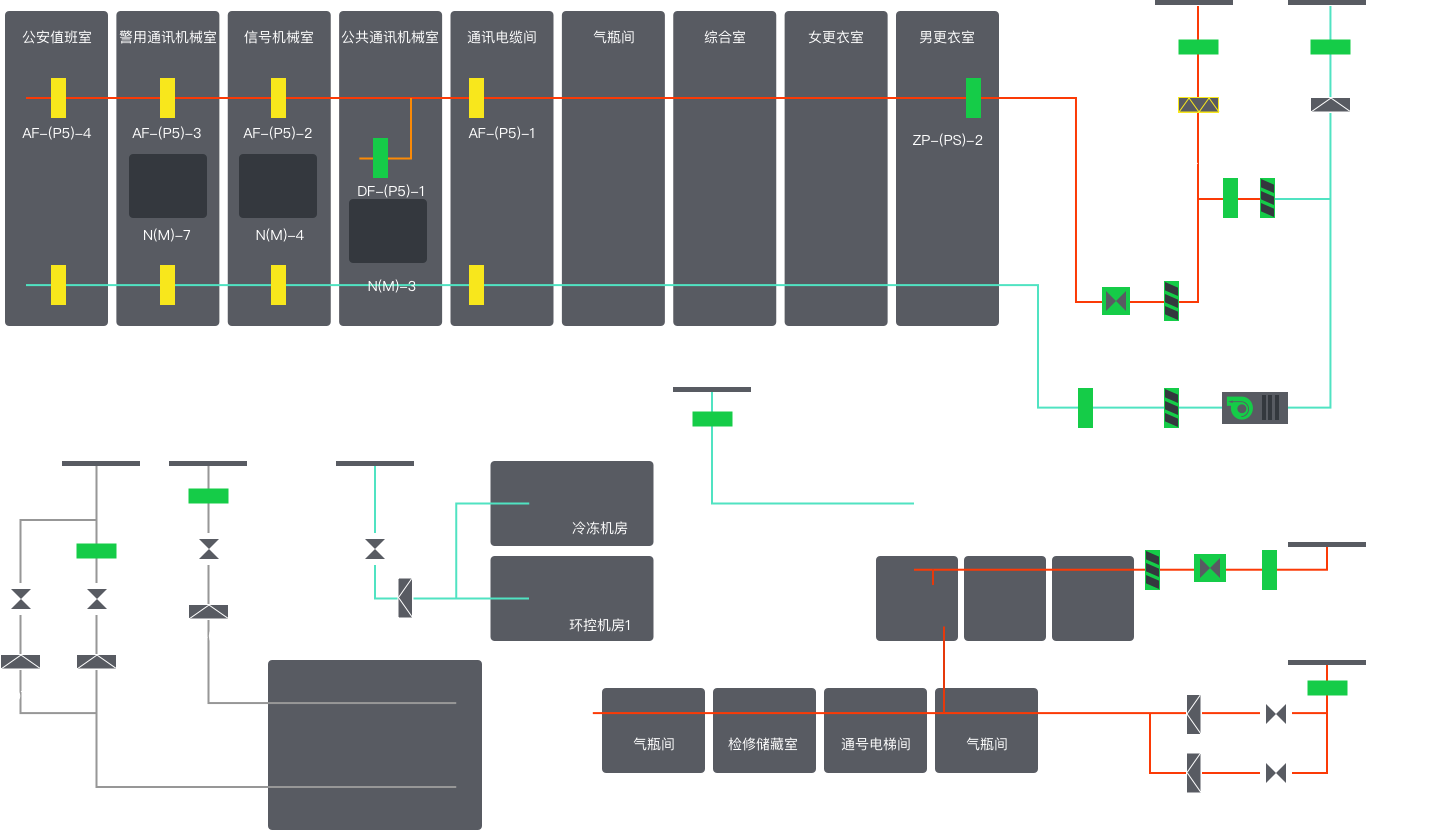 公安值班室
警用通讯机械室
信号机械室
公共通讯机械室
通讯电缆间
气瓶间
综合室
女更衣室
男更衣室
AF-(P5)-4
AF-(P5)-3
AF-(P5)-2
AF-(P5)-1
ZP-(PS)-2
DF-(P5)-1
N(M)-7
N(M)-4
N(M)-3
冷冻机房
环控机房1
气瓶间
检修储藏室
通号电梯间
气瓶间